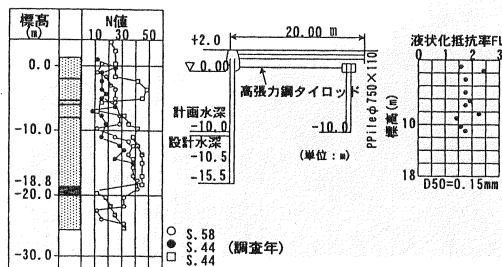 標高
(m)
N値
10 30 50
0.0
-10.0
-18.8
-20.0
-30.0
○ S.58
● S.44 (調査年)
□ S.44
20.00 m
+2.0
▽ 0.00
高張力鋼タイロッド
計画水深
-10.0
設計水深
-10.5
-15.5
-10.0
(単位：m)
PPileφ750×110
液状化抵抗率FL
0 1 2 3
標高(m)
10
18
D50=0.15mm